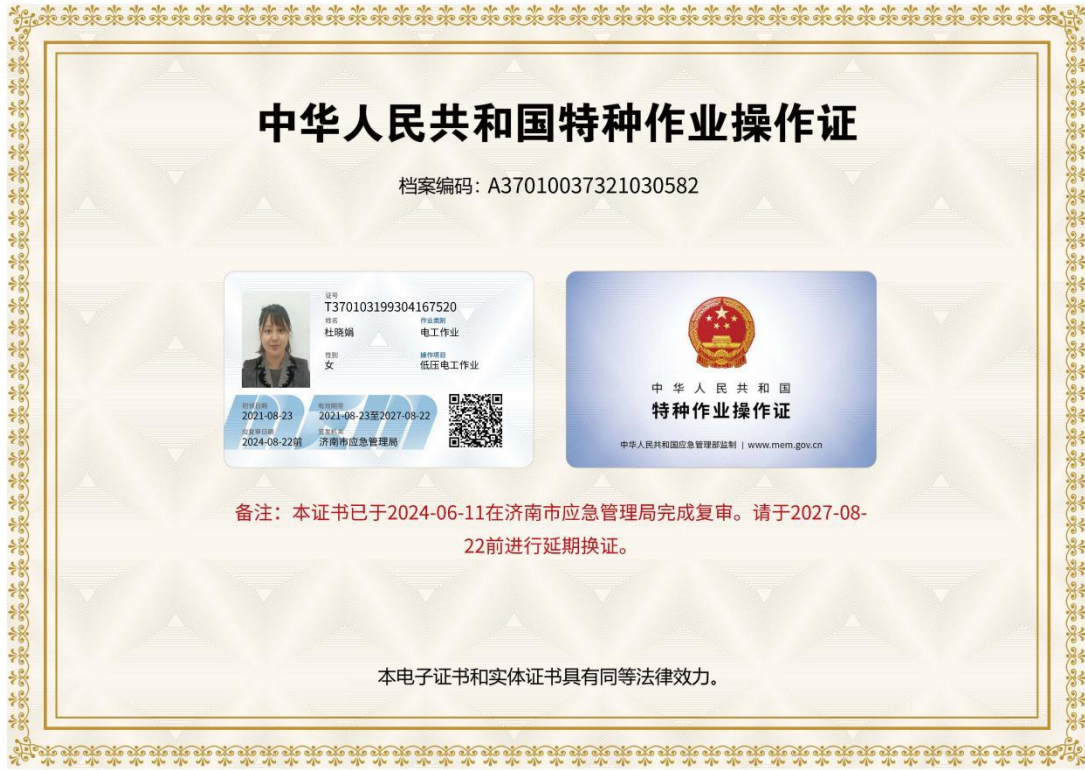 中华人民共和国特种作业操作证
档案编码：A37010037321030582
证号
T370103199304167520
姓名 作业类别
杜晓娟 电工作业
性别 操作项目
女 低压电工作业
初领日期 有效期限
2021-08-23 2021-08-23至2027-08-22
应复审日期 签发机关
2024-08-22前 济南市应急管理局
中华人民共和国
特种作业操作证
中华人民共和国应急管理部监制 | www.mem.gov.cn
备注：本证书已于2024-06-11在济南市应急管理局完成复审。请于2027-08-
22前进行延期换证。
本电子证书和实体证书具有同等法律效力。